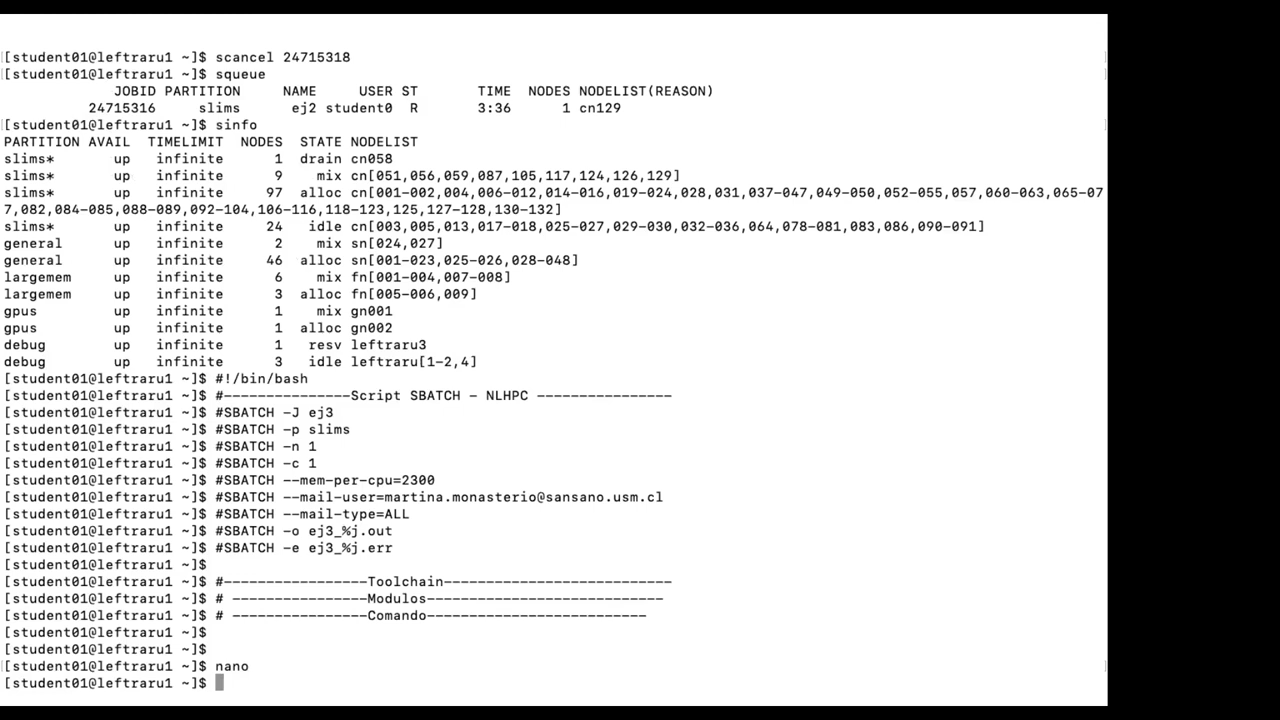 [student01@leftraru1 ~]$ scancel 24715318
[student01@leftraru1 ~]$ squeue
             JOBID PARTITION     NAME     USER ST       TIME  NODES NODELIST(REASON)
          24715316     slims      ej2 student0  R       3:36      1 cn129
[student01@leftraru1 ~]$ sinfo
PARTITION AVAIL  TIMELIMIT  NODES  STATE NODELIST
slims*       up   infinite      1  drain cn058
slims*       up   infinite      9    mix cn[051,056,059,087,105,117,124,126,129]
slims*       up   infinite     97  alloc cn[001-002,004,006-012,014-016,019-024,028,031,037-047,049-050,052-055,057,060-063,065-07
7,082,084-085,088-089,092-104,106-116,118-123,125,127-128,130-132]
slims*       up   infinite     24   idle cn[003,005,013,017-018,025-027,029-030,032-036,064,078-081,083,086,090-091]
general      up   infinite      2    mix sn[024,027]
general      up   infinite     46  alloc sn[001-023,025-026,028-048]
largemem     up   infinite      6    mix fn[001-004,007-008]
largemem     up   infinite      3  alloc fn[005-006,009]
gpus         up   infinite      1    mix gn001
gpus         up   infinite      1  alloc gn002
debug        up   infinite      1   resv leftraru3
debug        up   infinite      3   idle leftraru[1-2,4]
[student01@leftraru1 ~]$ #!/bin/bash
[student01@leftraru1 ~]$ #---------------Script SBATCH - NLHPC ----------------
[student01@leftraru1 ~]$ #SBATCH -J ej3
[student01@leftraru1 ~]$ #SBATCH -p slims
[student01@leftraru1 ~]$ #SBATCH -n 1
[student01@leftraru1 ~]$ #SBATCH -c 1
[student01@leftraru1 ~]$ #SBATCH --mem-per-cpu=2300
[student01@leftraru1 ~]$ #SBATCH --mail-user=martina.monasterio@sansano.usm.cl
[student01@leftraru1 ~]$ #SBATCH --mail-type=ALL
[student01@leftraru1 ~]$ #SBATCH -o ej3_%j.out
[student01@leftraru1 ~]$ #SBATCH -e ej3_%j.err
[student01@leftraru1 ~]$
[student01@leftraru1 ~]$ #-----------------Toolchain---------------------------
[student01@leftraru1 ~]$ # ----------------Modulos----------------------------
[student01@leftraru1 ~]$ # ----------------Comando--------------------------
[student01@leftraru1 ~]$
[student01@leftraru1 ~]$
[student01@leftraru1 ~]$ nano
[student01@leftraru1 ~]$